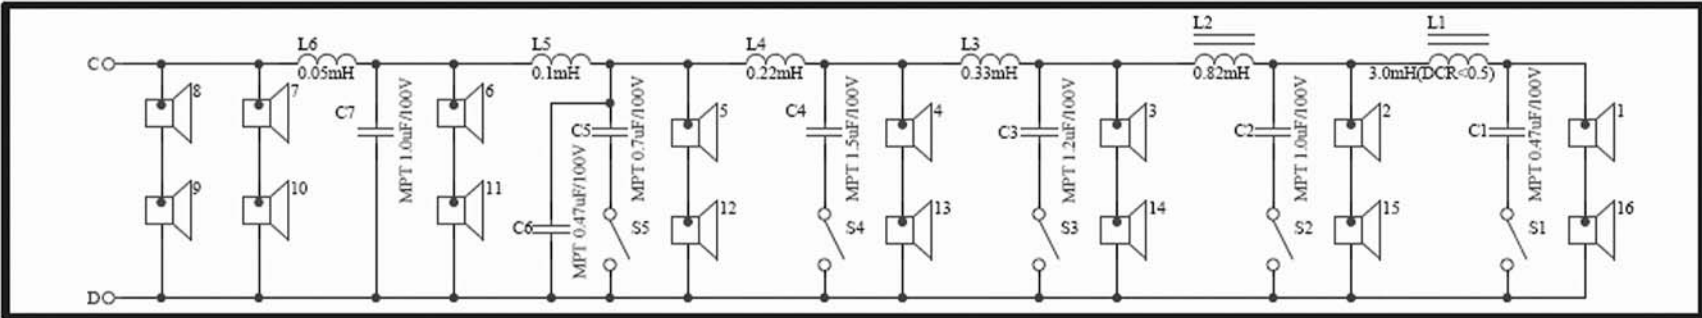 L2
L1
L6
L5
L4
L3
C
0.05mH
0.1mH
0.22mH
0.33mH
0.82mH
3.0mH(DCR<0.5)
8
7
6
5
4
3
2
1
C7
MPT 1.0uF/100V
C5
MPT 0.7uF/100V
C4
MPT 1.5uF/100V
C3
MPT 1.2uF/100V
C2
MPT 1.0uF/100V
C1
MPT 0.47uF/100V
9
10
11
12
13
14
15
16
C6
MPT 0.47uF/100V
S5
S4
S3
S2
S1
D